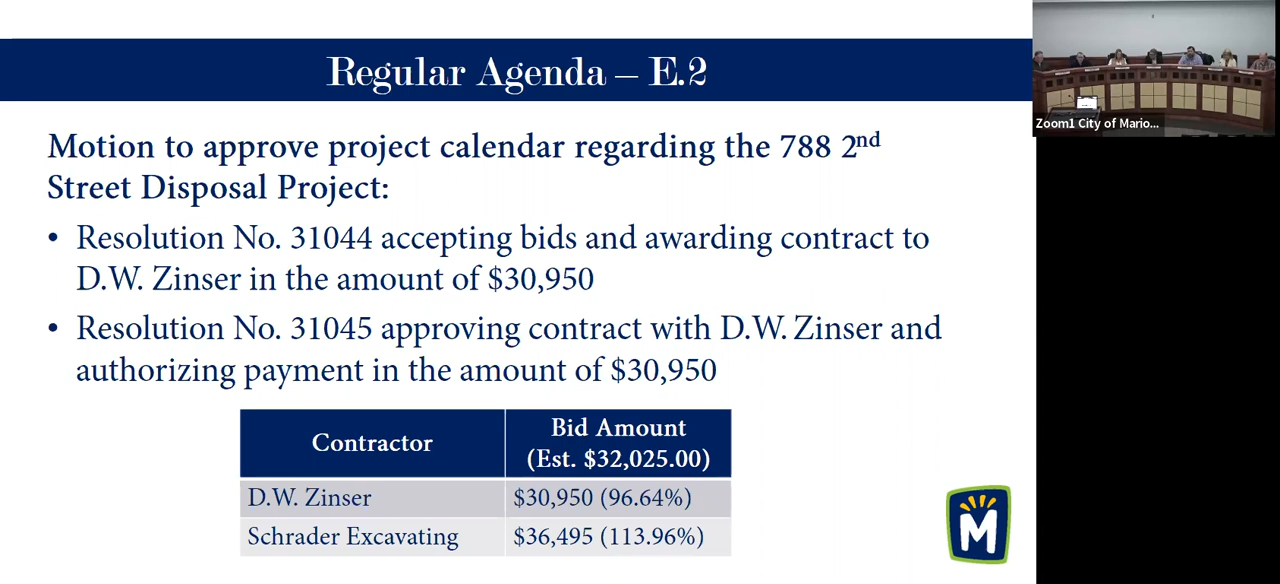 Regular Agenda – E.2
Motion to approve project calendar regarding the 788 2nd
Street Disposal Project:
• Resolution No. 31044 accepting bids and awarding contract to
D.W. Zinser in the amount of $30,950
• Resolution No. 31045 approving contract with D.W. Zinser and
authorizing payment in the amount of $30,950
Contractor
Bid Amount
(Est. $32,025.00)
D.W. Zinser
$30,950 (96.64%)
Schrader Excavating
$36,495 (113.96%)
M
Zoom1 City of Mario...